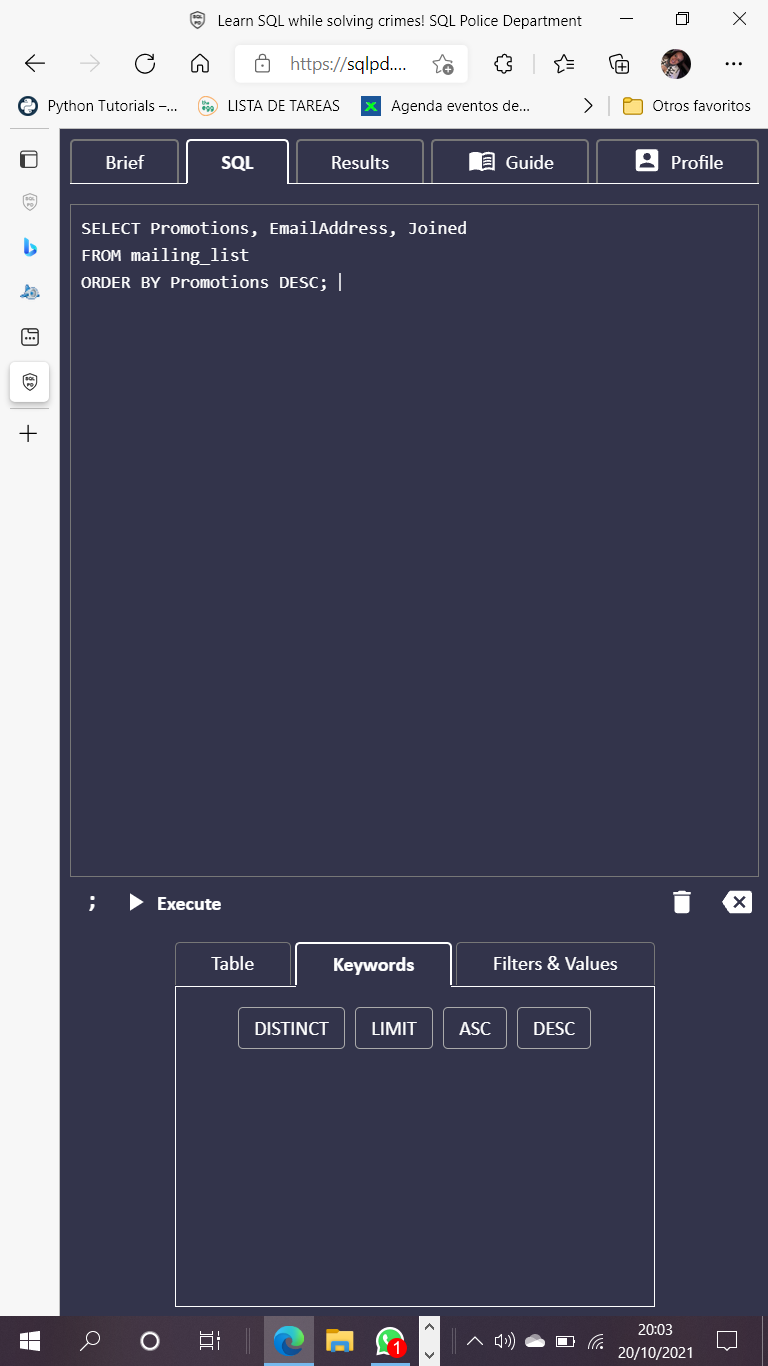 Learn SQL while solving crimes! SQL Police Department
https://sqlpd....
Python Tutorials –...
LISTA DE TAREAS
Agenda eventos de...
Otros favoritos
Brief
SQL
Results
Guide
Profile
SELECT Promotions, EmailAddress, Joined
FROM mailing_list
ORDER BY Promotions DESC;
;
Execute
Table
Keywords
Filters & Values
DISTINCT
LIMIT
ASC
DESC
1
20:03
20/10/2021